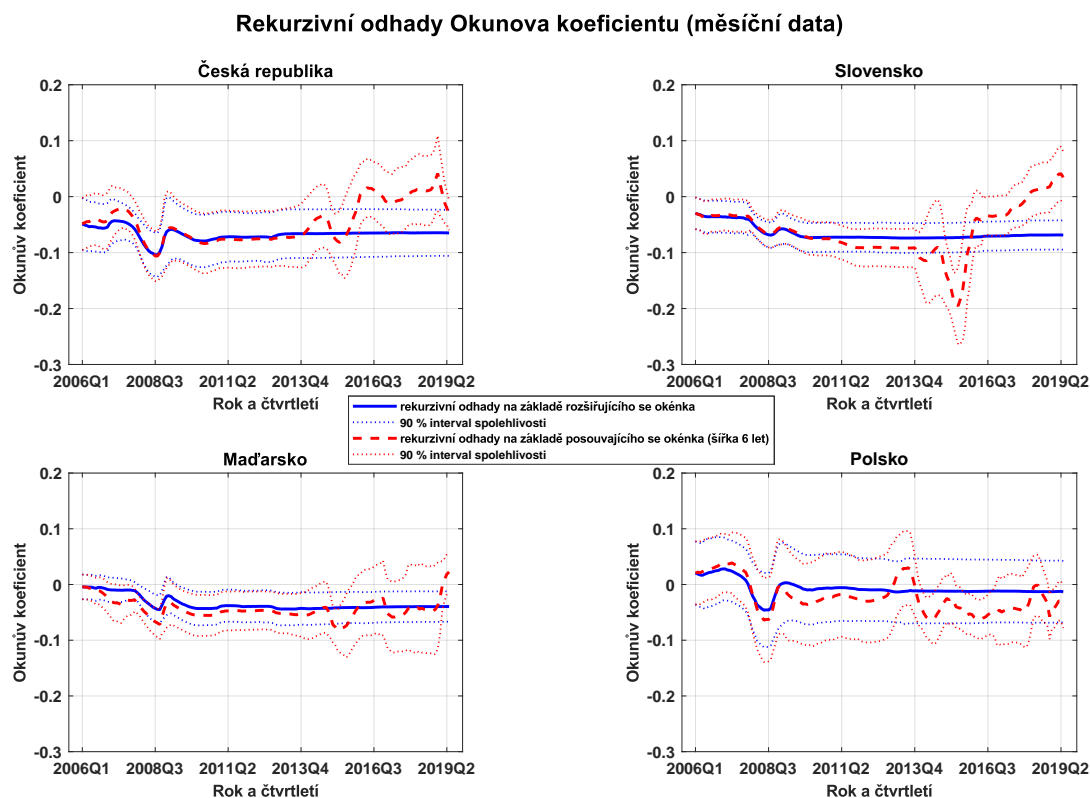 Rekurzivní odhady Okunova koeficientu (měsíční data)
Česká republika
Okunův koeficient
0.2
0.1
0
-0.1
-0.2
-0.3
2006Q1 2008Q3 2011Q2 2013Q4 2016Q3 2019Q2
Rok a čtvrtletí
Slovensko
Okunův koeficient
0.2
0.1
0
-0.1
-0.2
-0.3
2006Q1 2008Q3 2011Q2 2013Q4 2016Q3 2019Q2
Rok a čtvrtletí
rekurzivní odhady na základě rozšiřujícího se okénka
90 % interval spolehlivosti
rekurzivní odhady na základě posouvajícího se okénka (šířka 6 let)
90 % interval spolehlivosti
Maďarsko
Okunův koeficient
0.2
0.1
0
-0.1
-0.2
-0.3
2006Q1 2008Q3 2011Q2 2013Q4 2016Q3 2019Q2
Rok a čtvrtletí
Polsko
Okunův koeficient
0.2
0.1
0
-0.1
-0.2
-0.3
2006Q1 2008Q3 2011Q2 2013Q4 2016Q3 2019Q2
Rok a čtvrtletí